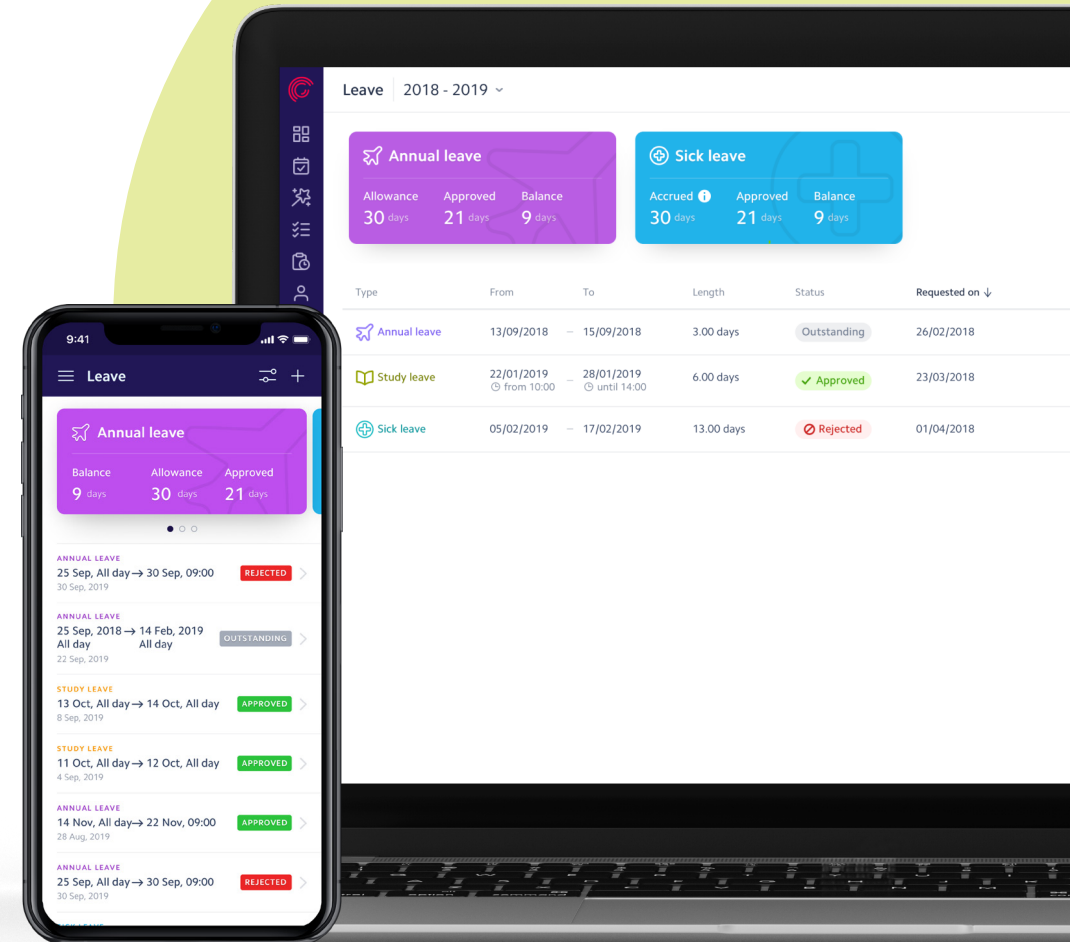 Leave 2018 - 2019
Annual leave
Allowance Approved Balance
30 days 21 days 9 days
Sick leave
Accrued Approved Balance
30 days 21 days 9 days
Type From To Length Status Requested on ↓
Annual leave 13/09/2018 – 15/09/2018 3.00 days Outstanding 26/02/2018
Study leave 22/01/2019 – 28/01/2019 6.00 days Approved 23/03/2018
from 10:00 until 14:00
Sick leave 05/02/2019 – 17/02/2019 13.00 days Rejected 01/04/2018
9:41
Leave
Annual leave
Balance Allowance Approved
9 days 30 days 21 days
ANNUAL LEAVE
25 Sep, All day → 30 Sep, 09:00 REJECTED
30 Sep, 2019
ANNUAL LEAVE
25 Sep, 2018 → 14 Feb, 2019 OUTSTANDING
All day All day
22 Sep, 2019
STUDY LEAVE
13 Oct, All day → 14 Oct, All day APPROVED
8 Sep, 2019
STUDY LEAVE
11 Oct, All day → 12 Oct, All day APPROVED
4 Sep, 2019
ANNUAL LEAVE
14 Nov, All day → 22 Nov, 09:00 APPROVED
28 Aug, 2019
ANNUAL LEAVE
25 Sep, All day → 30 Sep, 09:00 REJECTED
30 Sep, 2019
option command